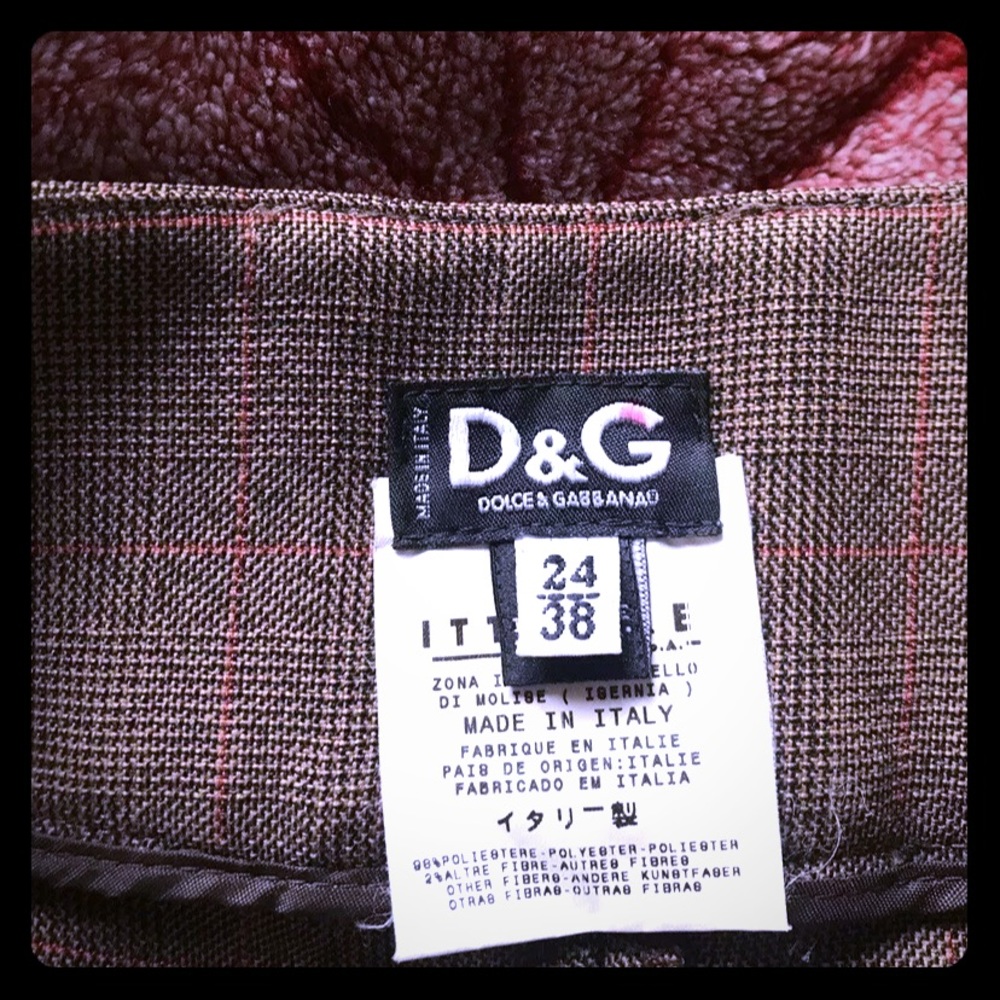 MADE IN ITALY
D&G
DOLCE & GABBANA
24
38
ZONA
DI MOLISE ( ISERNIA )
MADE IN ITALY
FABRIQUE EN ITALIE
PAIS DE ORIGEN:ITALIE
FABRICADO EM ITALIA
イタリー製
98%POLIESTERE-POLYESTER-POLIESTER
2%ALTRE FIBRE-AUTRES FIBRES
OTHER FIBERS-ANDERE KUNSTFASER
OTRAS FIBRAS-OUTRAS FIBRAS